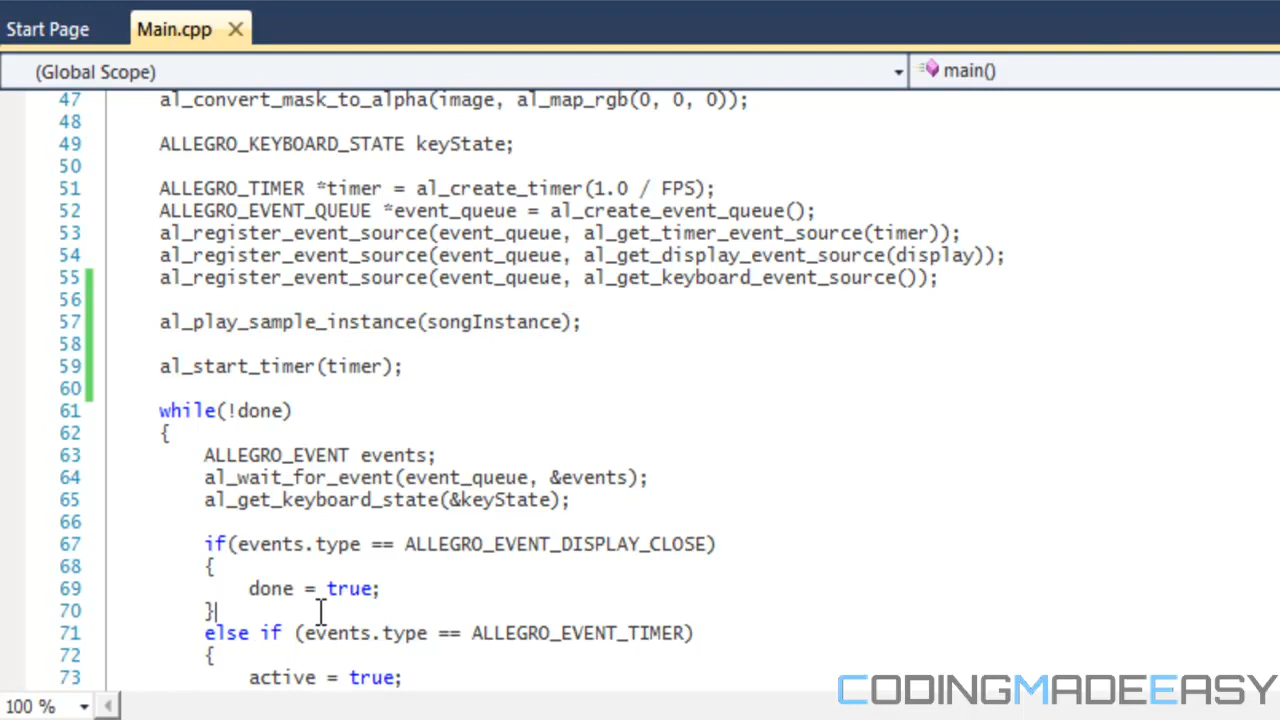 Start Page
Main.cpp
(Global Scope)
main()
47 al_convert_mask_to_alpha(image, al_map_rgb(0, 0, 0));
48
49 ALLEGRO_KEYBOARD_STATE keyState;
50
51 ALLEGRO_TIMER *timer = al_create_timer(1.0 / FPS);
52 ALLEGRO_EVENT_QUEUE *event_queue = al_create_event_queue();
53 al_register_event_source(event_queue, al_get_timer_event_source(timer));
54 al_register_event_source(event_queue, al_get_display_event_source(display));
55 al_register_event_source(event_queue, al_get_keyboard_event_source());
56
57 al_play_sample_instance(songInstance);
58
59 al_start_timer(timer);
60
61 while(!done)
62 {
63 ALLEGRO_EVENT events;
64 al_wait_for_event(event_queue, &events);
65 al_get_keyboard_state(&keyState);
66
67 if(events.type == ALLEGRO_EVENT_DISPLAY_CLOSE)
68 {
69 done = true;
70 }
71 else if (events.type == ALLEGRO_EVENT_TIMER)
72 {
73 active = true;
100 %
CODINGMADEEASY